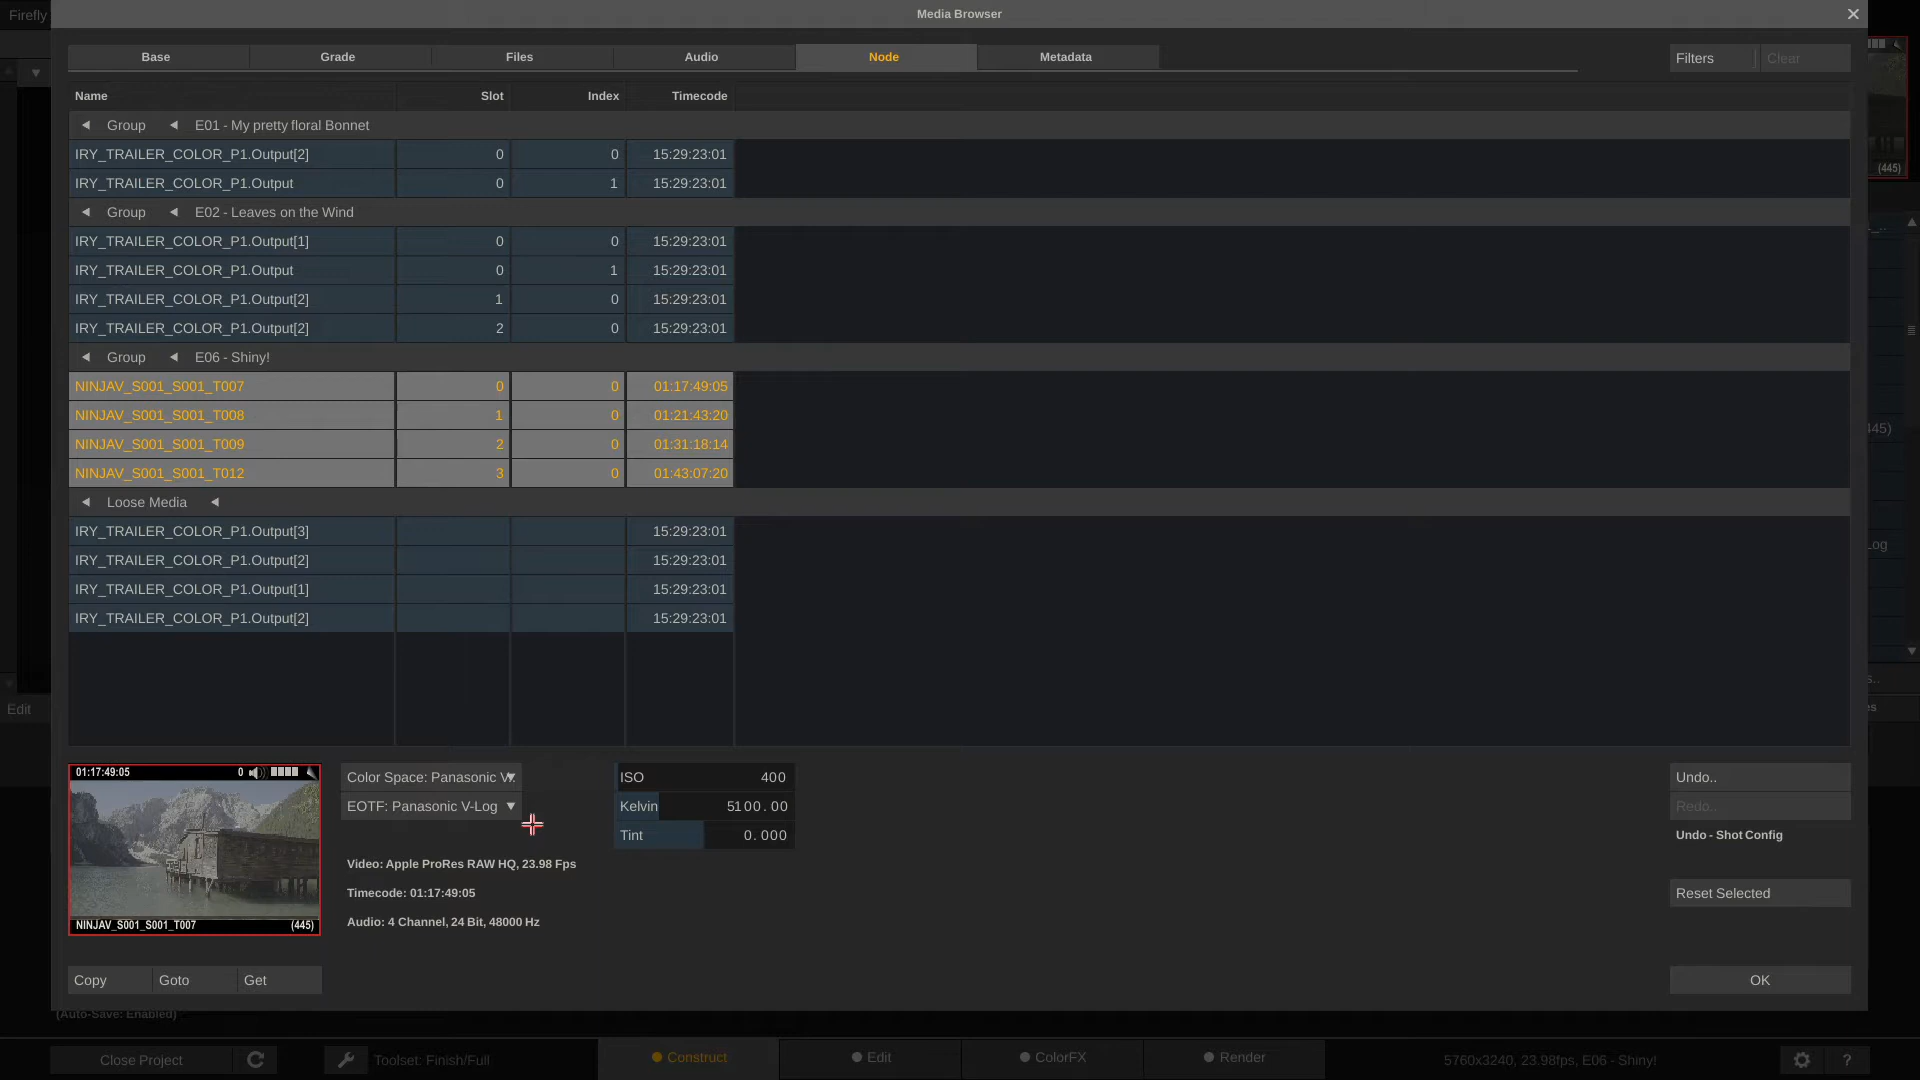 Firefly
Media Browser
Base Grade Files Audio Node Metadata Filters Clear
Name Slot Index Timecode
Group E01 - My pretty floral Bonnet
IRY_TRAILER_COLOR_P1.Output[2] 0 0 15:29:23:01
IRY_TRAILER_COLOR_P1.Output 0 1 15:29:23:01
(445)
Group E02 - Leaves on the Wind
IRY_TRAILER_COLOR_P1.Output[1] 0 0 15:29:23:01
IRY_TRAILER_COLOR_P1.Output 0 1 15:29:23:01
IRY_TRAILER_COLOR_P1.Output[2] 1 0 15:29:23:01
IRY_TRAILER_COLOR_P1.Output[2] 2 0 15:29:23:01
Group E06 - Shiny!
NINJAV_S001_S001_T007 0 0 01:17:49:05
NINJAV_S001_S001_T008 1 0 01:21:43:20
NINJAV_S001_S001_T009 2 0 01:31:18:14
NINJAV_S001_S001_T012 3 0 01:43:07:20
Loose Media
IRY_TRAILER_COLOR_P1.Output[3] 15:29:23:01
IRY_TRAILER_COLOR_P1.Output[2] 15:29:23:01
IRY_TRAILER_COLOR_P1.Output[1] 15:29:23:01
IRY_TRAILER_COLOR_P1.Output[2] 15:29:23:01
Edit
01:17:49:05 0
NINJAV_S001_S001_T007 (445)
Color Space: Panasonic V.
EOTF: Panasonic V-Log
Video: Apple ProRes RAW HQ, 23.98 Fps
Timecode: 01:17:49:05
Audio: 4 Channel, 24 Bit, 48000 Hz
ISO 400
Kelvin 5100.00
Tint 0.000
Undo..
Redo..
Undo - Shot Config
Reset Selected
Copy Goto Get OK
(Auto-Save: Enabled)
Close Project Toolset: Finish/Full Construct Edit ColorFX Render 5760x3240, 23.98fps, E06 - Shiny! ?